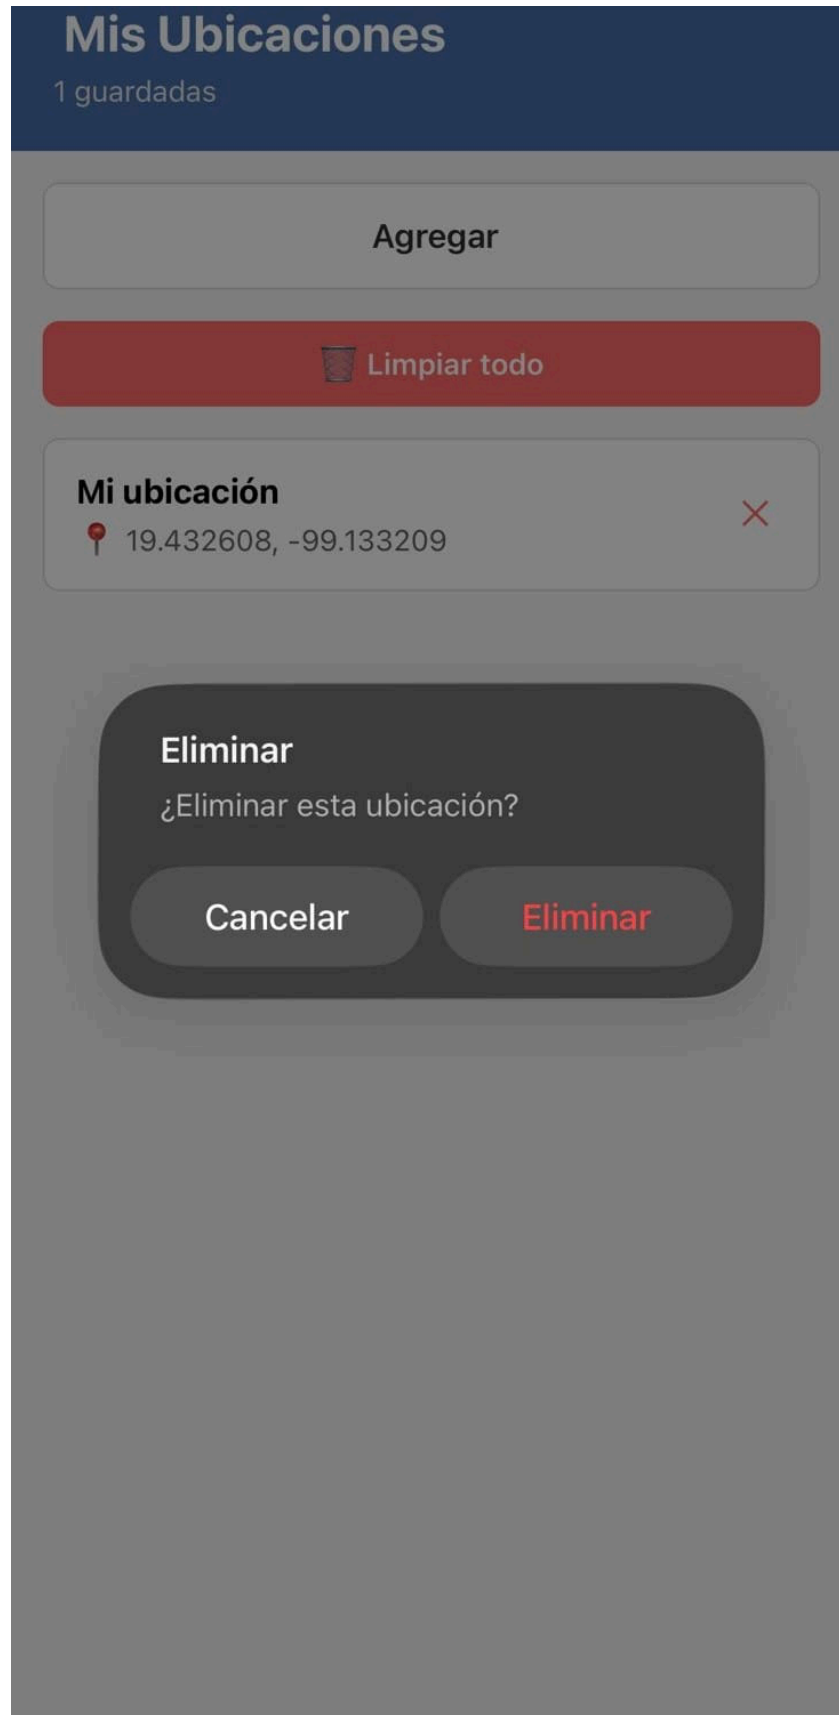 Mis Ubicaciones
1 guardadas
Agregar
🗑️ Limpiar todo
Mi ubicación
📍 19.432608, -99.133209
Eliminar
¿Eliminar esta ubicación?
Cancelar Eliminar